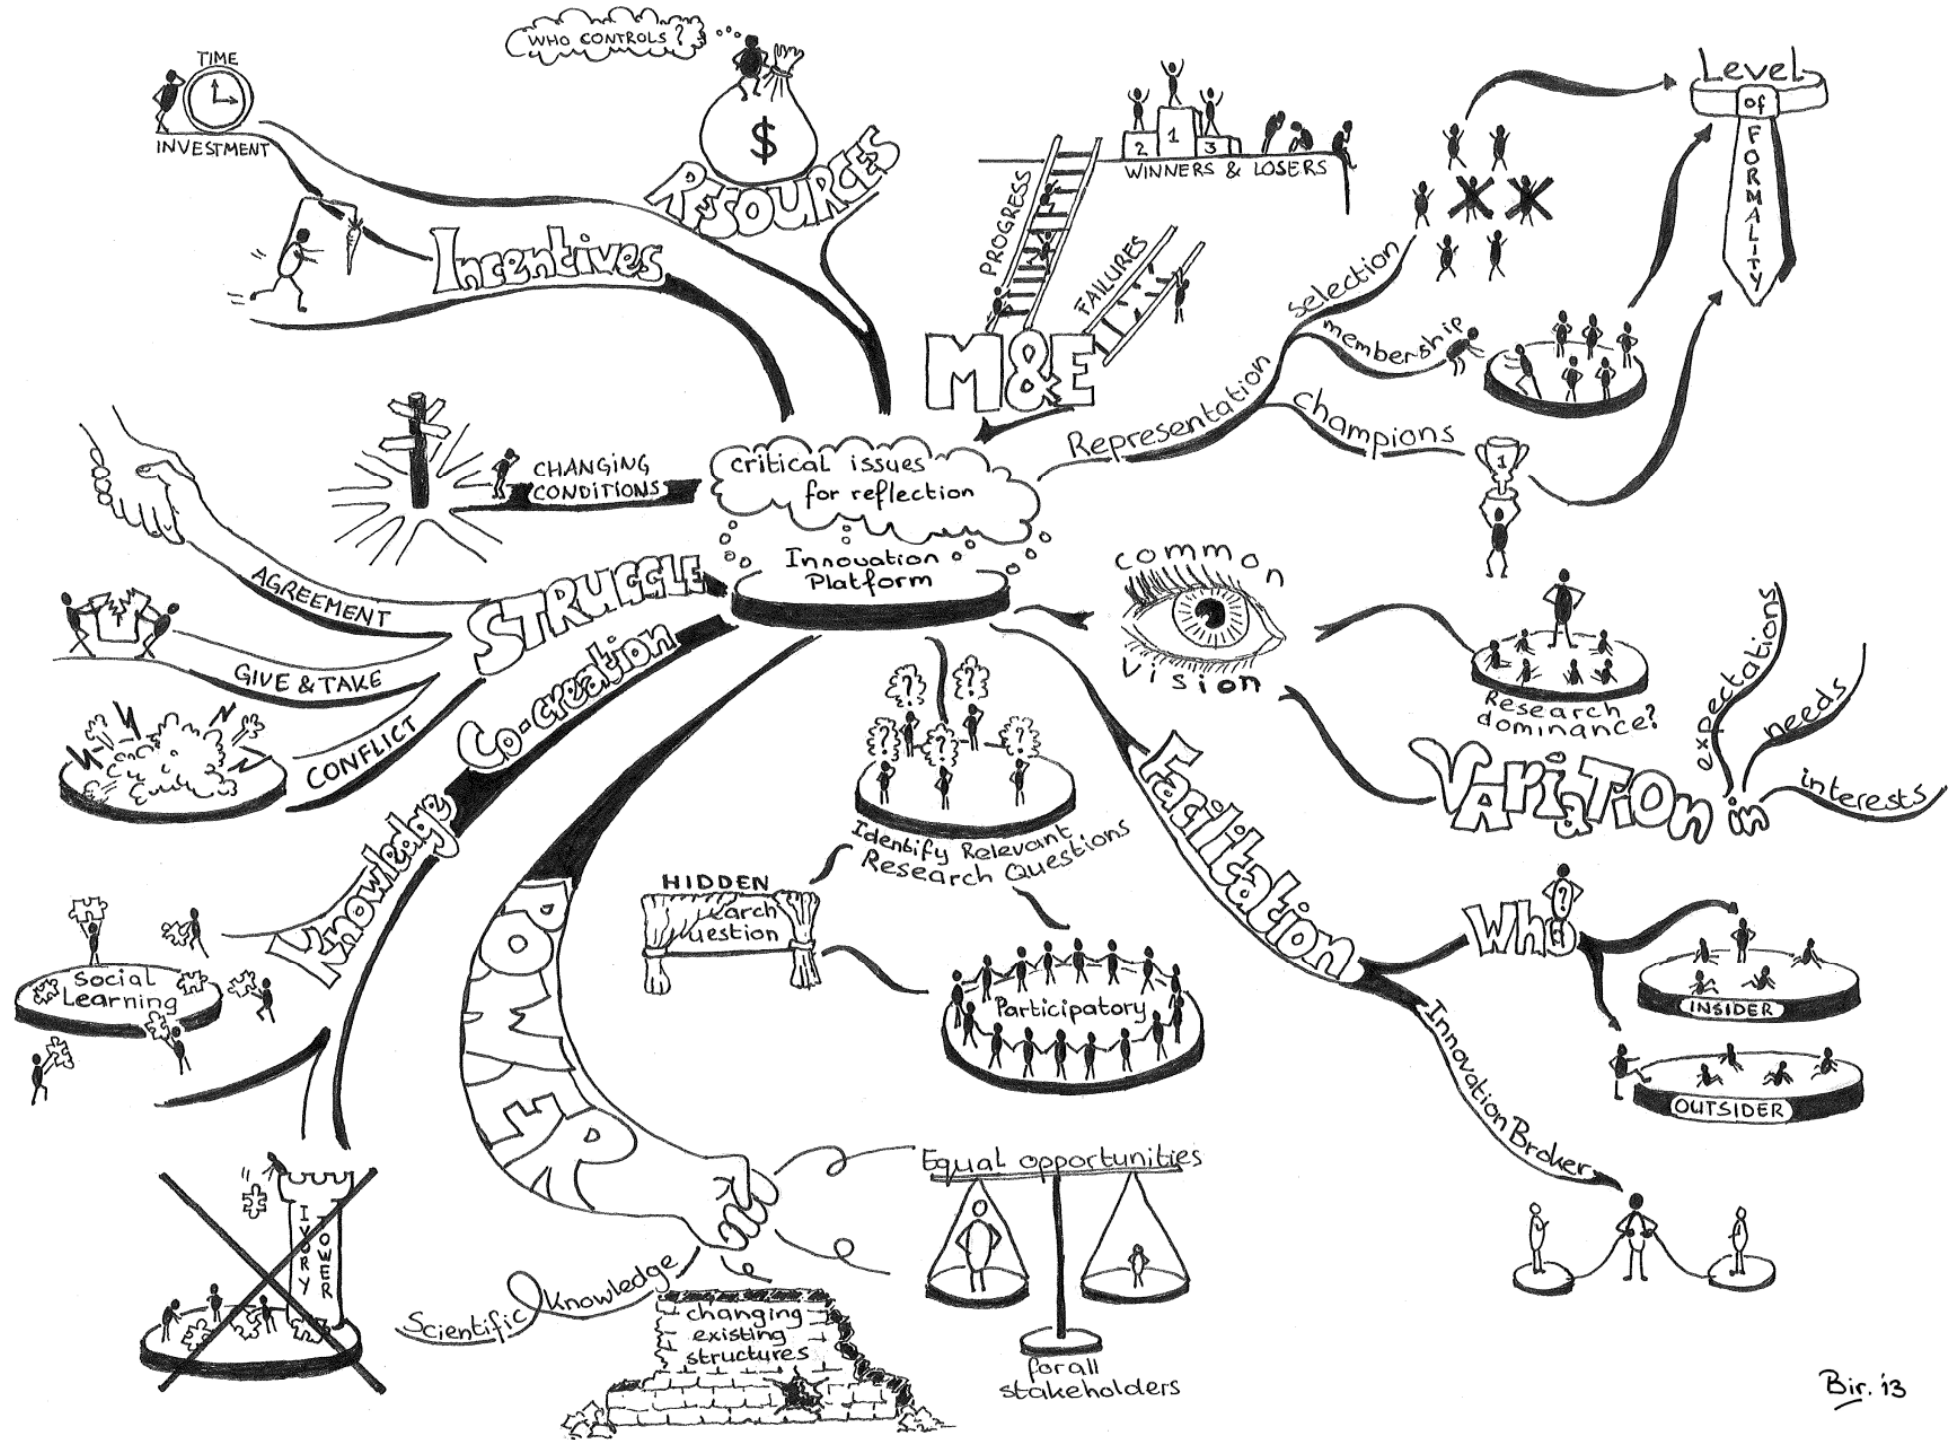 TIME
INVESTMENT
Incentives
WHO CONTROLS?
$
RESOURCES
PROGRESS
FAILURES
M&E
2 1 3
WINNERS & LOSERS
Representation
selection
membership
champions
1
Level
of
FORMALITY
CHANGING
CONDITIONS
critical issues
for reflection
Innovation
Platform
STRUGGLE
AGREEMENT
GIVE & TAKE
CONFLICT
common
vision
Research
dominance?
VARiaTiOn in
expectations
needs
interests
Knowledge
Co-creation
Social
Learning
IVORY
TOWER
POWER
Scientific Knowledge
changing
existing
structures
Equal opportunities
for all
stakeholders
? ? ? ? ?
Identify Relevant
Research Questions
HIDDEN
earch
uestion
Participatory
Facilitation
Who
?
INSIDER
OUTSIDER
Innovation Broker
Bir. '13